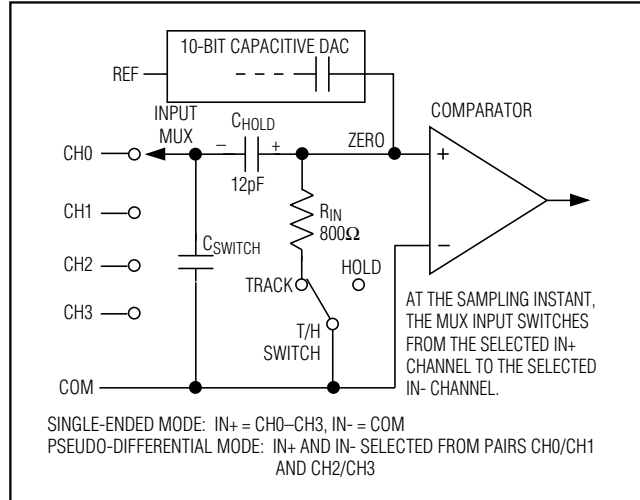 10-BIT CAPACITIVE DAC
REF
INPUT
MUX
COMPARATOR
CHOLD
ZERO
CH0
− +
+
12pF
RIN
800Ω
CH1
CSWITCH
−
CH2
TRACK
HOLD
CH3
T/H
SWITCH
COM
AT THE SAMPLING INSTANT,
THE MUX INPUT SWITCHES
FROM THE SELECTED IN+
CHANNEL TO THE SELECTED
IN- CHANNEL.
SINGLE-ENDED MODE: IN+ = CH0–CH3, IN- = COM
PSEUDO-DIFFERENTIAL MODE: IN+ AND IN- SELECTED FROM PAIRS CH0/CH1
AND CH2/CH3